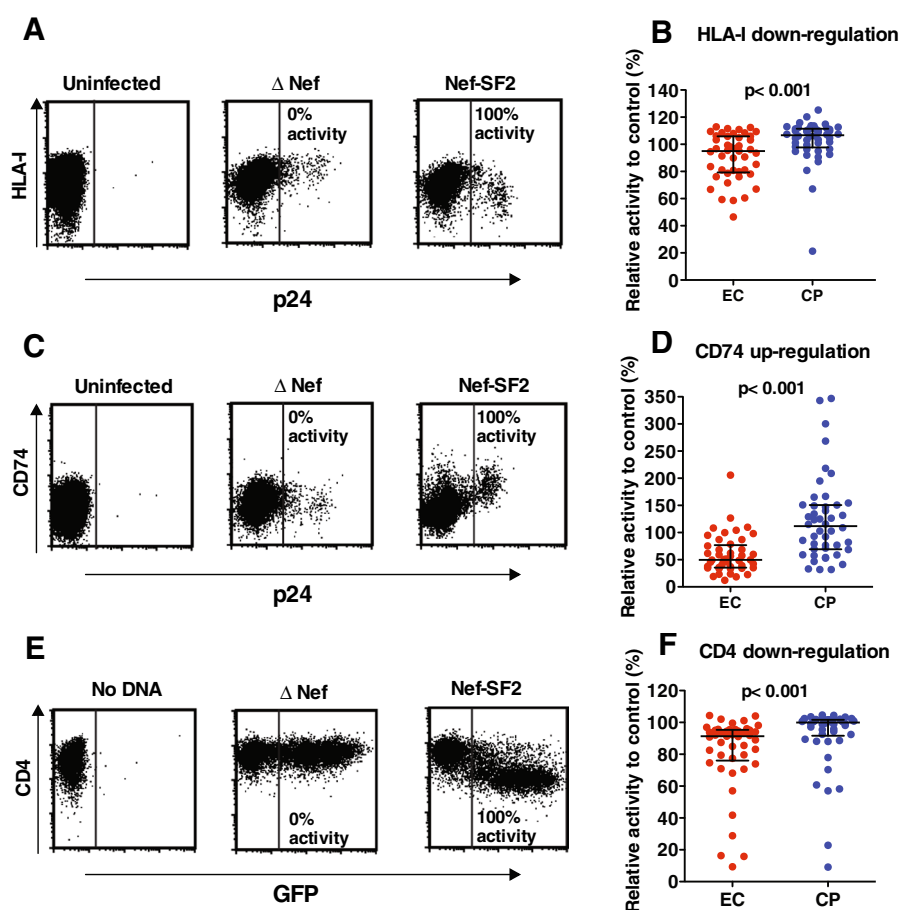 A
Uninfected
Δ Nef
Nef-SF2
0%
activity
100%
activity
HLA-I
p24
B
HLA-I down-regulation
p< 0.001
Relative activity to control (%)
140
120
100
80
60
40
20
0
EC
CP
C
Uninfected
Δ Nef
Nef-SF2
0%
activity
100%
activity
CD74
p24
D
CD74 up-regulation
p< 0.001
Relative activity to control (%)
350
300
250
200
150
100
50
0
EC
CP
E
No DNA
Δ Nef
Nef-SF2
0%
activity
100%
activity
CD4
GFP
F
CD4 down-regulation
p< 0.001
Relative activity to control (%)
120
100
80
60
40
20
0
EC
CP